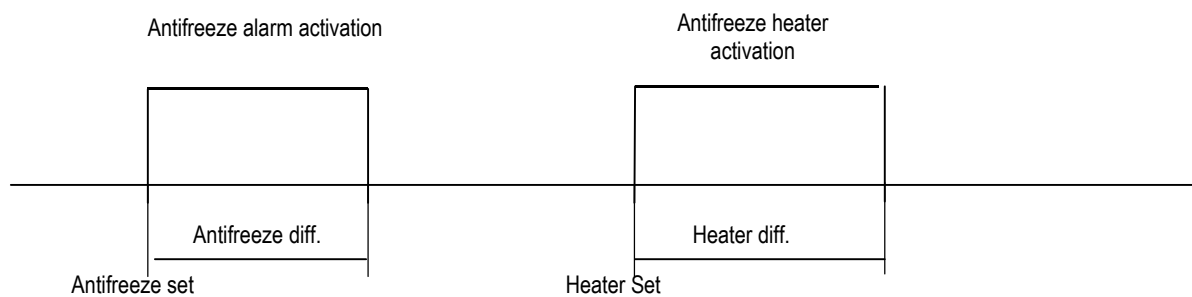 Antifreeze alarm activation
Antifreeze heater
activation
Antifreeze diff.
Heater diff.
Antifreeze set
Heater Set